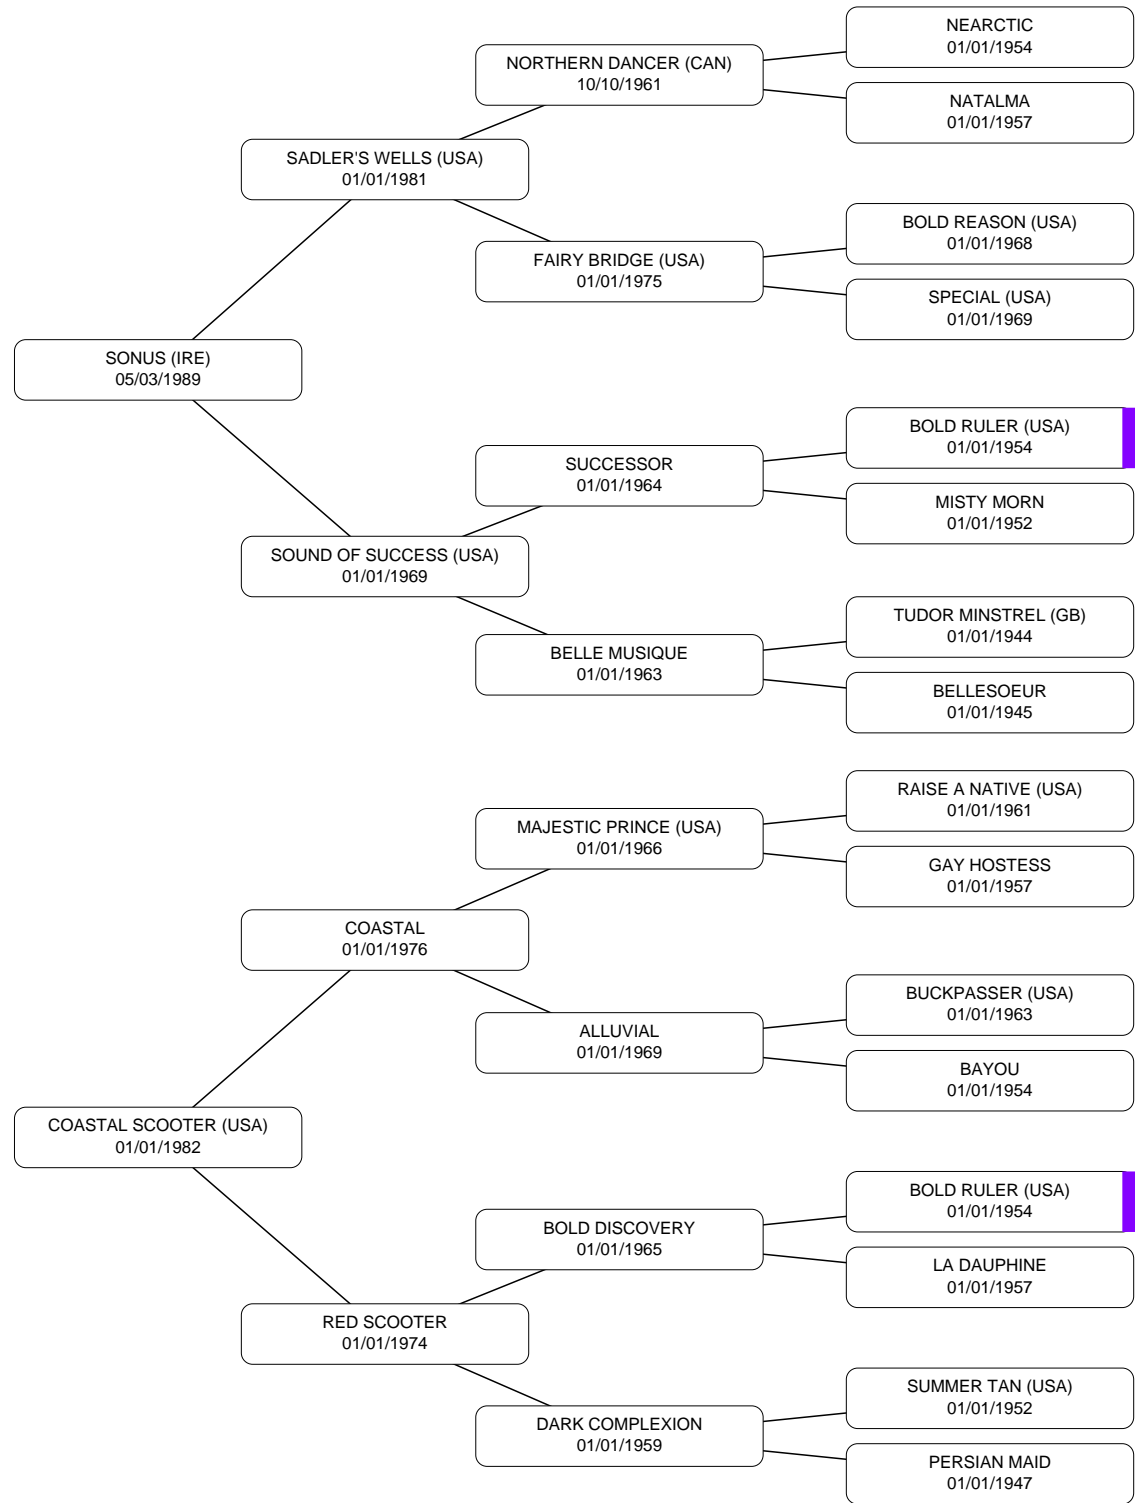 NEARCTIC
01/01/1954
NORTHERN DANCER (CAN)
10/10/1961
NATALMA
01/01/1957
SADLER'S WELLS (USA)
01/01/1981
BOLD REASON (USA)
01/01/1968
FAIRY BRIDGE (USA)
01/01/1975
SPECIAL (USA)
01/01/1969
SONUS (IRE)
05/03/1989
BOLD RULER (USA)
01/01/1954
SUCCESSOR
01/01/1964
MISTY MORN
01/01/1952
SOUND OF SUCCESS (USA)
01/01/1969
TUDOR MINSTREL (GB)
01/01/1944
BELLE MUSIQUE
01/01/1963
BELLESOEUR
01/01/1945
RAISE A NATIVE (USA)
01/01/1961
MAJESTIC PRINCE (USA)
01/01/1966
GAY HOSTESS
01/01/1957
COASTAL
01/01/1976
BUCKPASSER (USA)
01/01/1963
ALLUVIAL
01/01/1969
BAYOU
01/01/1954
COASTAL SCOOTER (USA)
01/01/1982
BOLD RULER (USA)
01/01/1954
BOLD DISCOVERY
01/01/1965
LA DAUPHINE
01/01/1957
RED SCOOTER
01/01/1974
SUMMER TAN (USA)
01/01/1952
DARK COMPLEXION
01/01/1959
PERSIAN MAID
01/01/1947